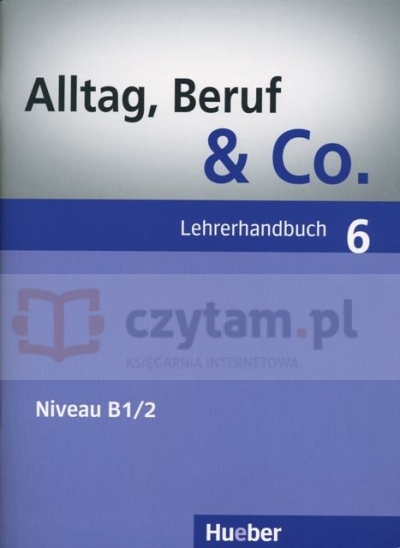 Alltag, Beruf
& Co.
Lehrerhandbuch 6
czytam.pl
KSIĘGARNIA INTERNETOWA
Niveau B1/2
Hueber